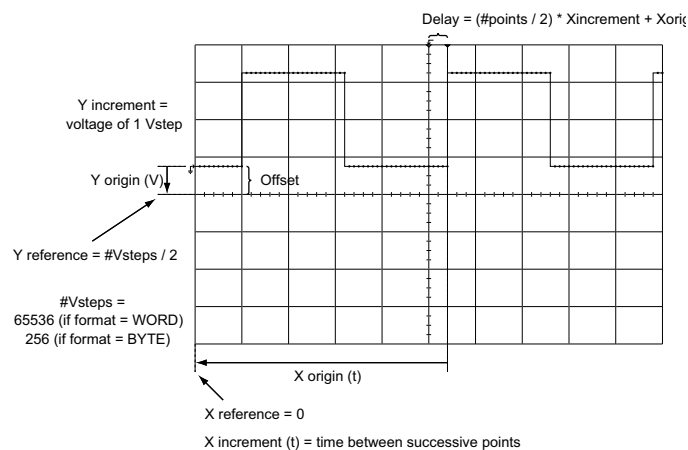 Delay = (#points / 2) * Xincrement + Xorig
Y increment =
voltage of 1 Vstep
Y origin (V)
Offset
Y reference = #Vsteps / 2
#Vsteps =
65536 (if format = WORD)
256 (if format = BYTE)
X origin (t)
X reference = 0
X increment (t) = time between successive points